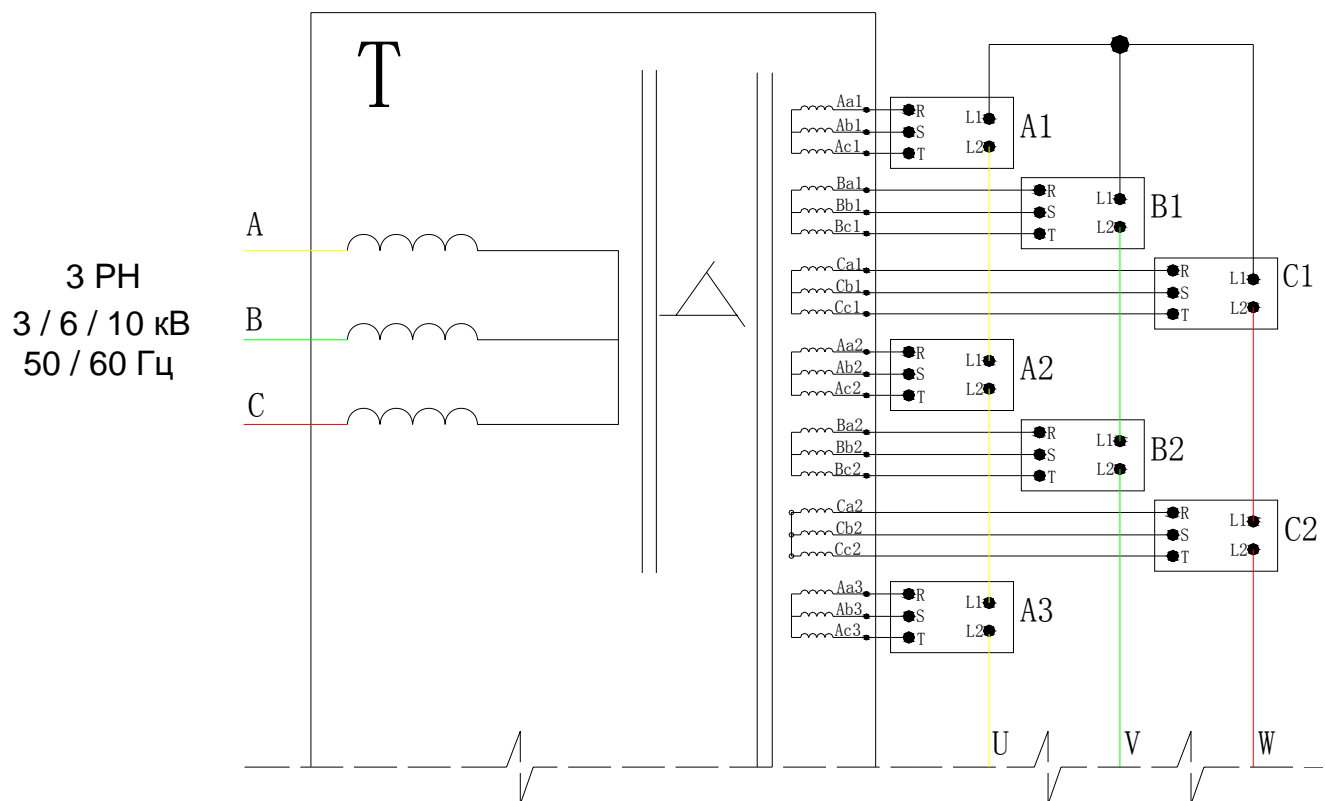 T
3 PH
3 / 6 / 10 кВ
50 / 60 Гц
A
B
C
Aa1
Ab1
Ac1
R
S
T
L1
L2
A1
Ba1
Bb1
Bc1
R
S
T
L1
L2
B1
Ca1
Cb1
Cc1
R
S
T
L1
L2
C1
Aa2
Ab2
Ac2
R
S
T
L1
L2
A2
Ba2
Bb2
Bc2
R
S
T
L1
L2
B2
Ca2
Cb2
Cc2
R
S
T
L1
L2
C2
Aa3
Ab3
Ac3
R
S
T
L1
L2
A3
U
V
W